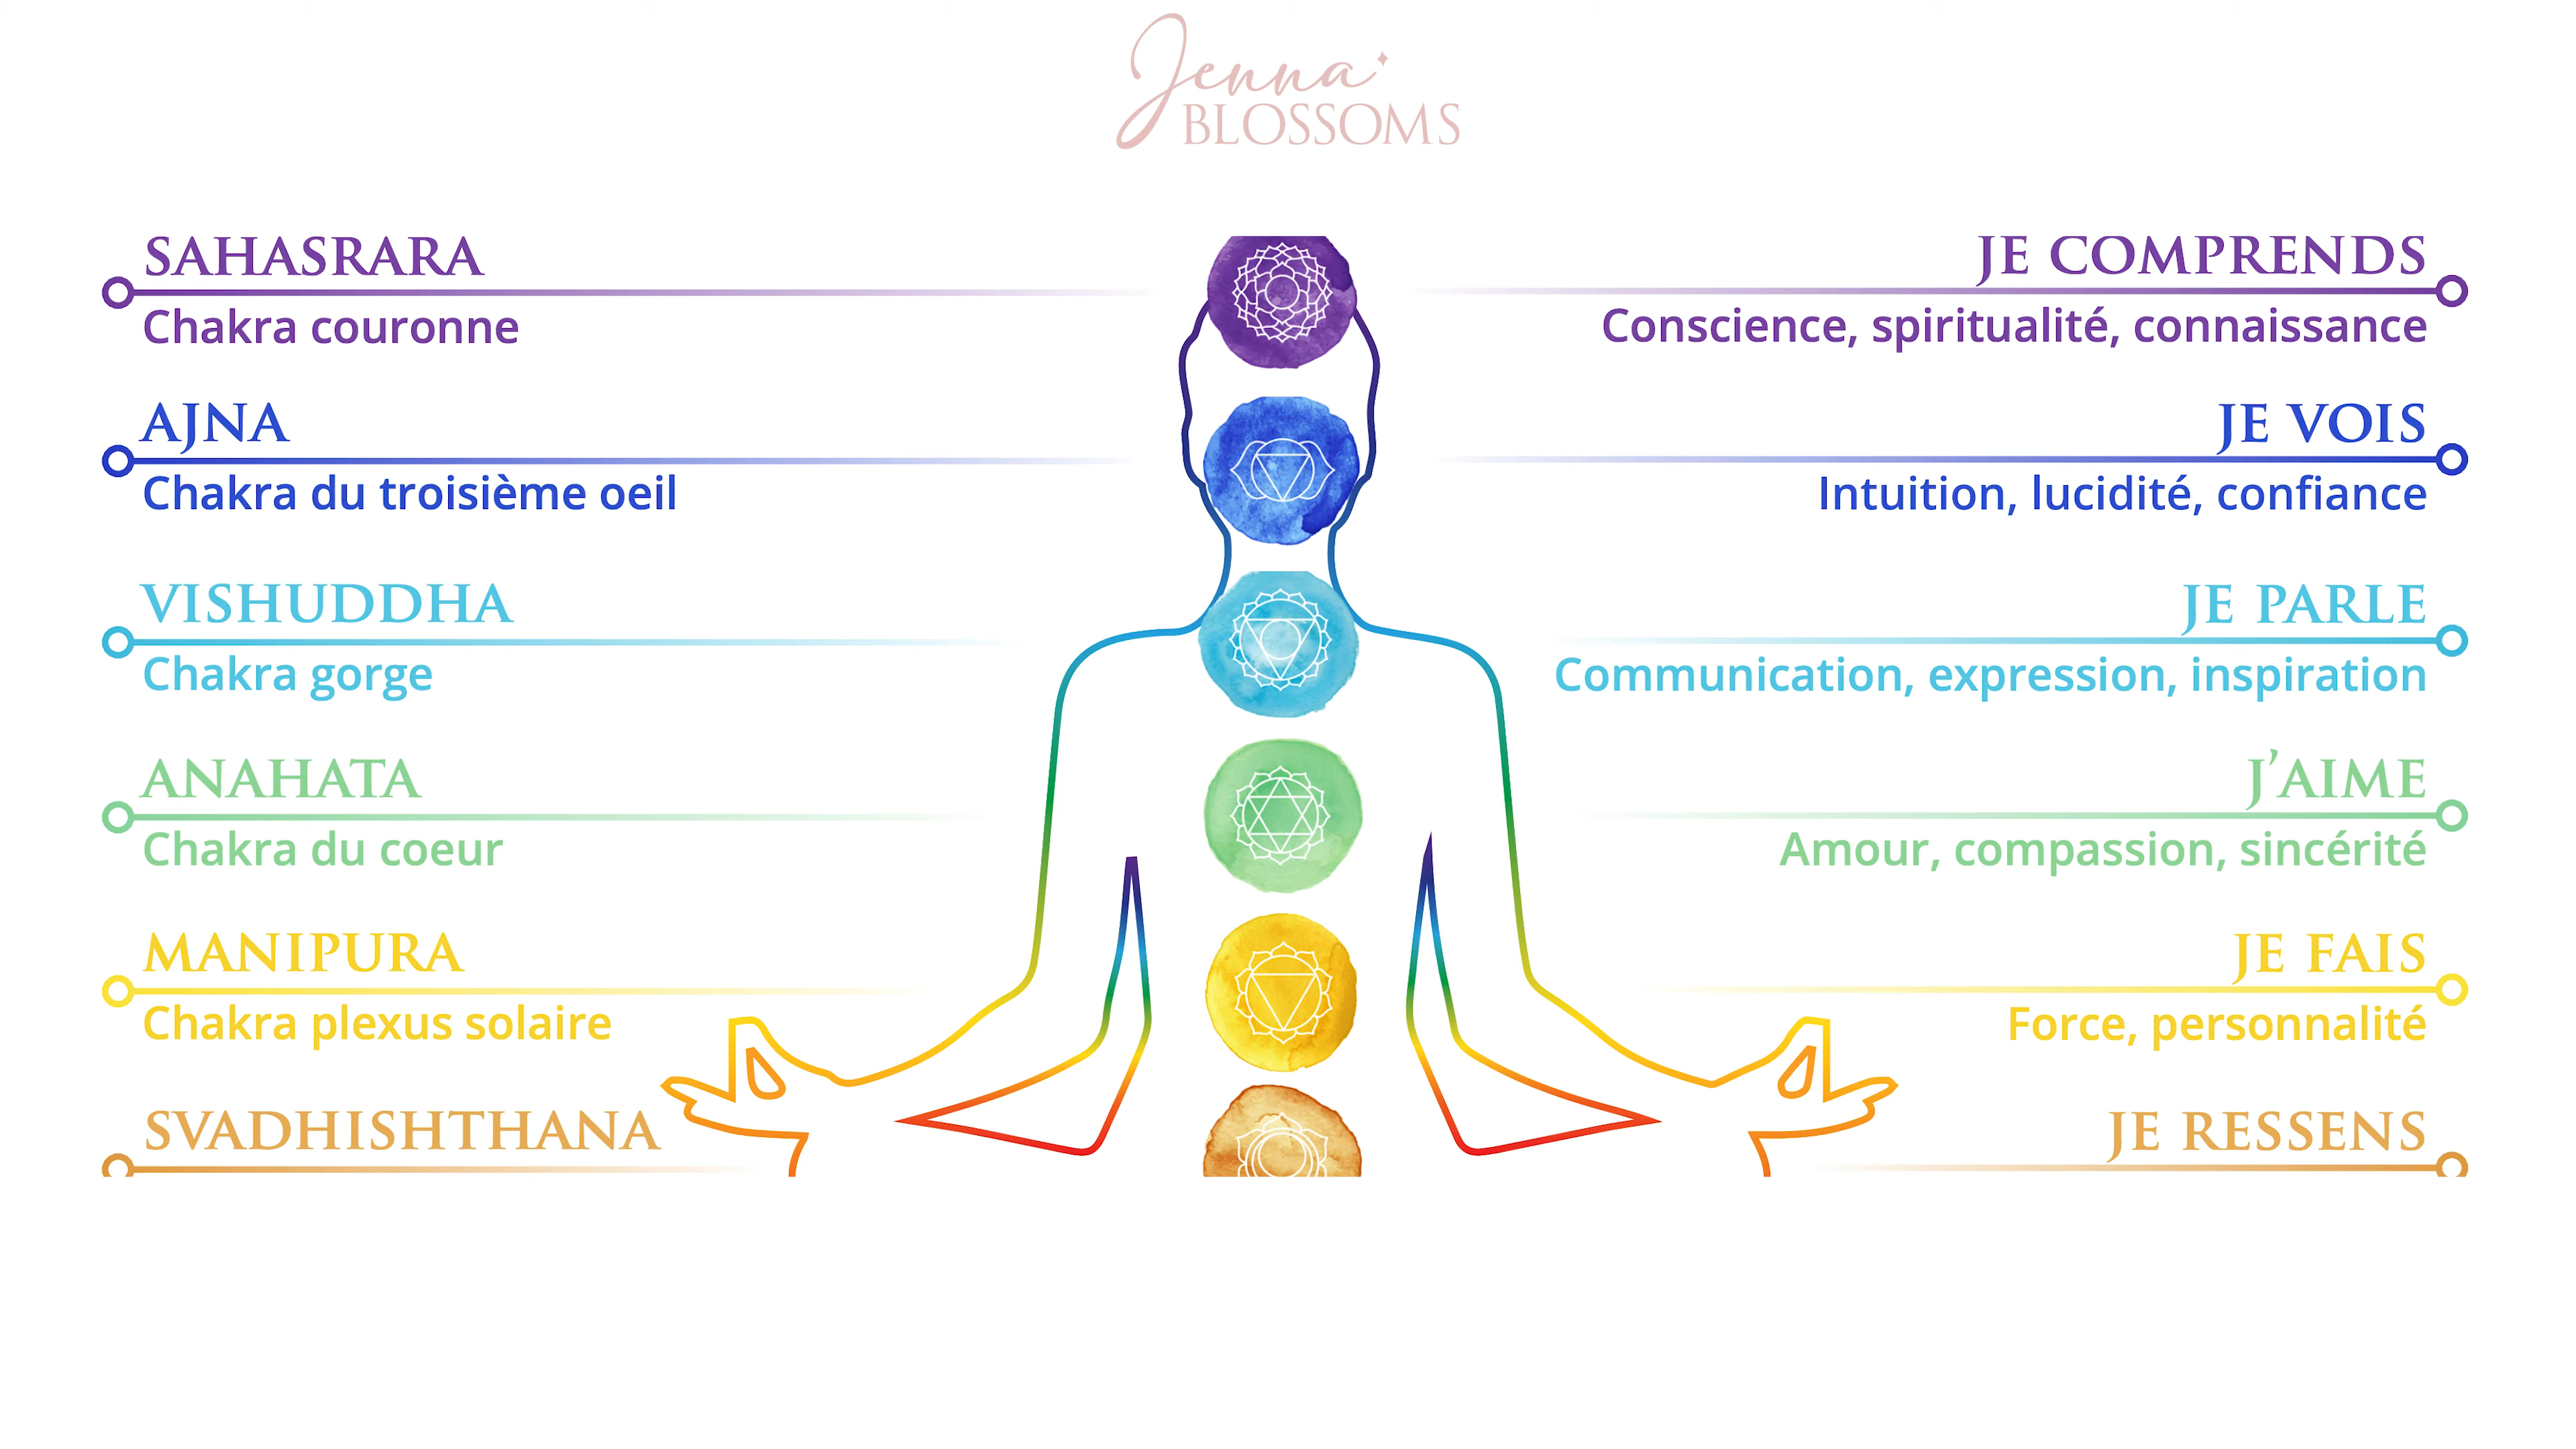 Jenna
BLOSSOMS
SAHASRARA
Chakra couronne
JE COMPRENDS
Conscience, spiritualité, connaissance
AJNA
Chakra du troisième oeil
JE VOIS
Intuition, lucidité, confiance
VISHUDDHA
Chakra gorge
JE PARLE
Communication, expression, inspiration
ANAHATA
Chakra du coeur
J’AIME
Amour, compassion, sincérité
MANIPURA
Chakra plexus solaire
JE FAIS
Force, personnalité
SVADHISHTHANA
JE RESSENS